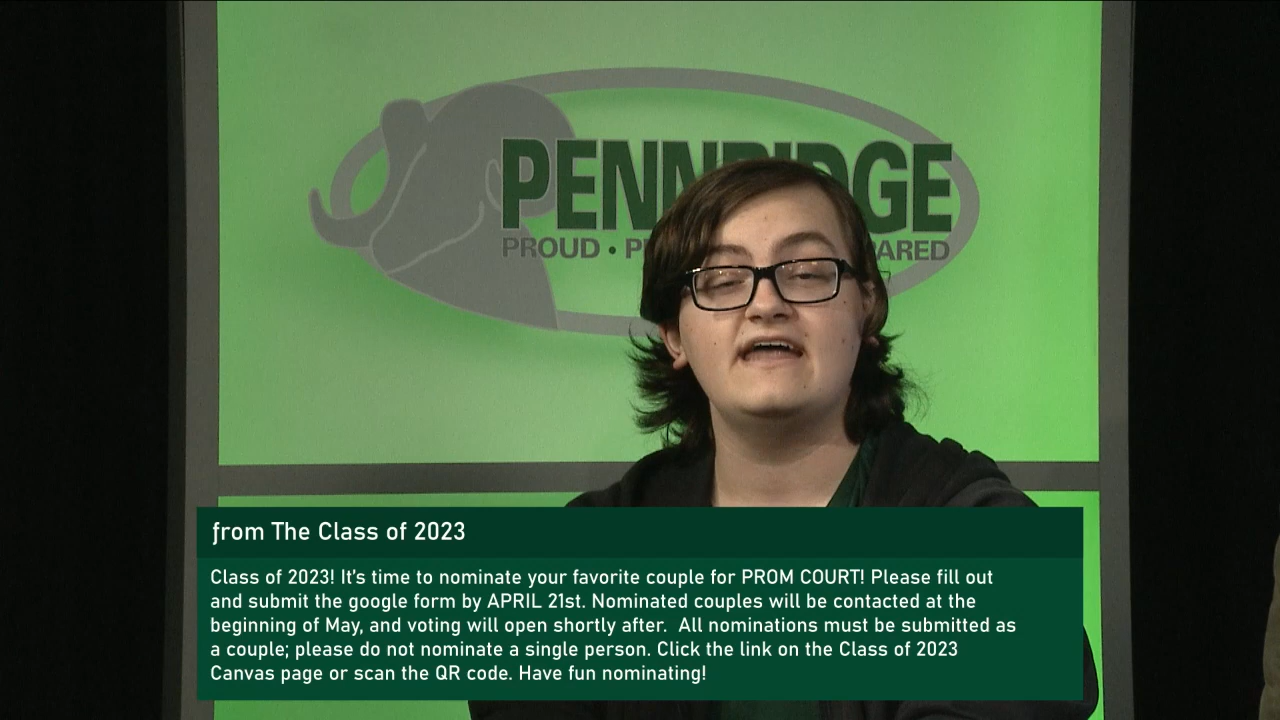 PENNRIDGE
PROUD • P PARED
from The Class of 2023
Class of 2023! It's time to nominate your favorite couple for PROM COURT! Please fill out
and submit the google form by APRIL 21st. Nominated couples will be contacted at the
beginning of May, and voting will open shortly after.  All nominations must be submitted as
a couple; please do not nominate a single person. Click the link on the Class of 2023
Canvas page or scan the QR code. Have fun nominating!